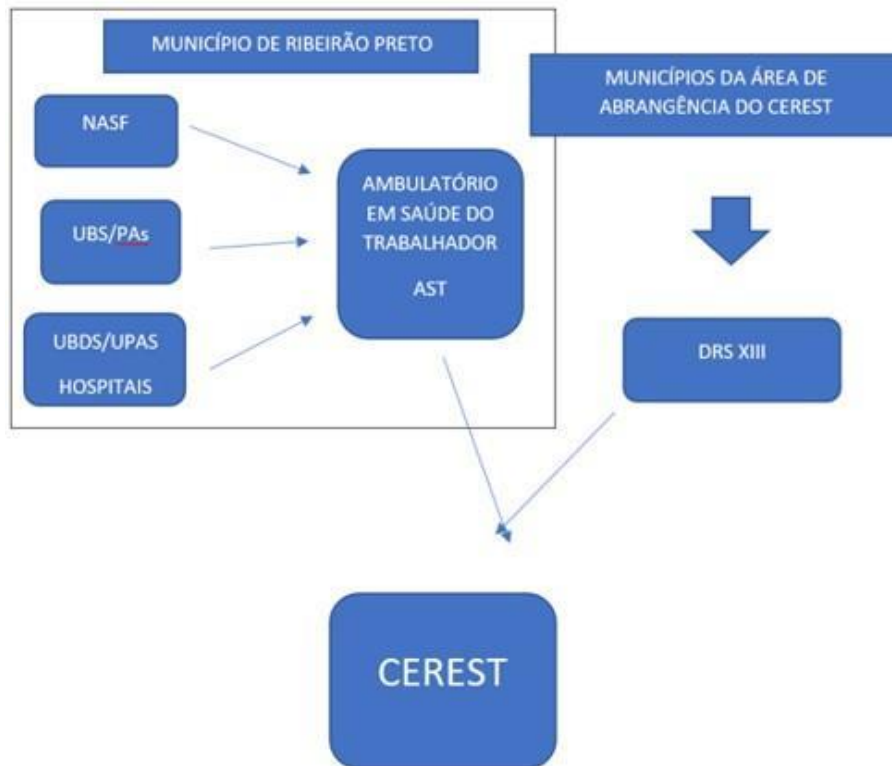 MUNICÍPIO DE RIBEIRÃO PRETO
MUNICÍPIOS DA ÁREA DE
ABRANGÊNCIA DO CEREST
NASF
UBS/PAs
UBDS/UPAS
HOSPITAIS
AMBULATÓRIO
EM SAÚDE DO
TRABALHADOR
AST
DRS XIII
CEREST